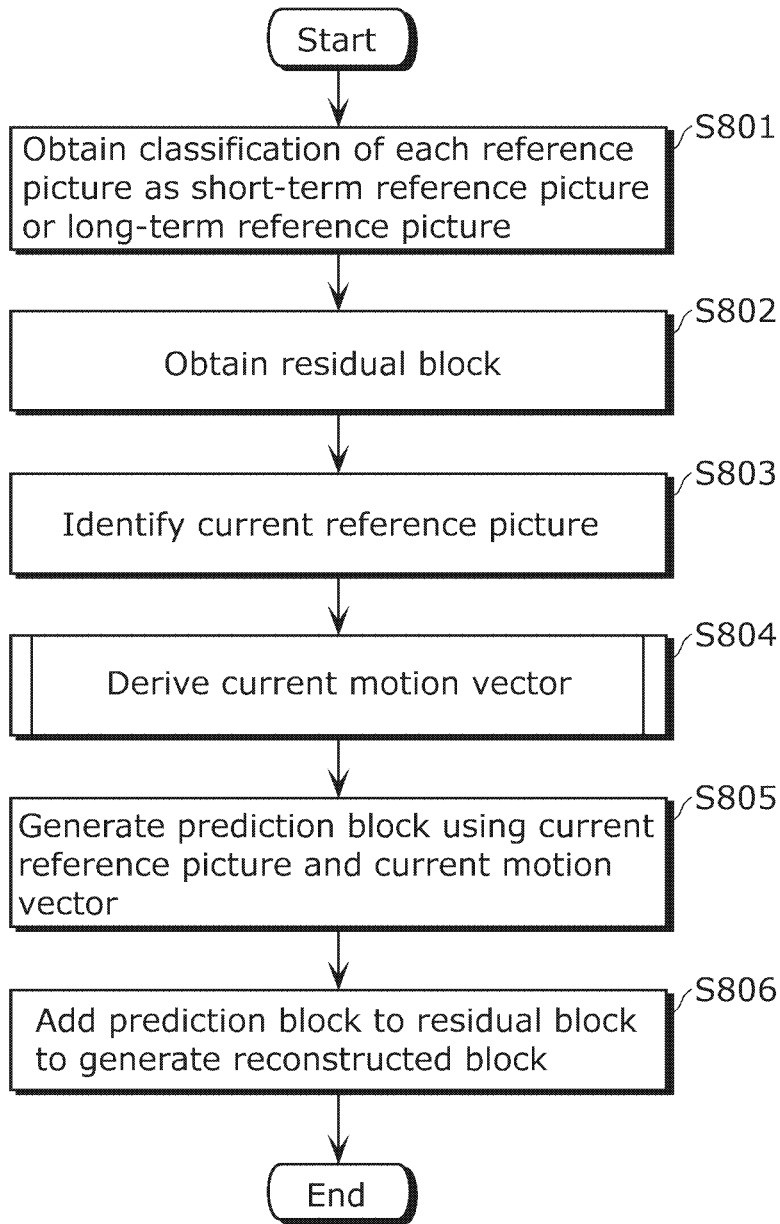 Start
S801
Obtain classification of each reference
picture as short-term reference picture
or long-term reference picture
S802
Obtain residual block
S803
Identify current reference picture
S804
Derive current motion vector
S805
Generate prediction block using current
reference picture and current motion
vector
S806
Add prediction block to residual block
to generate reconstructed block
End